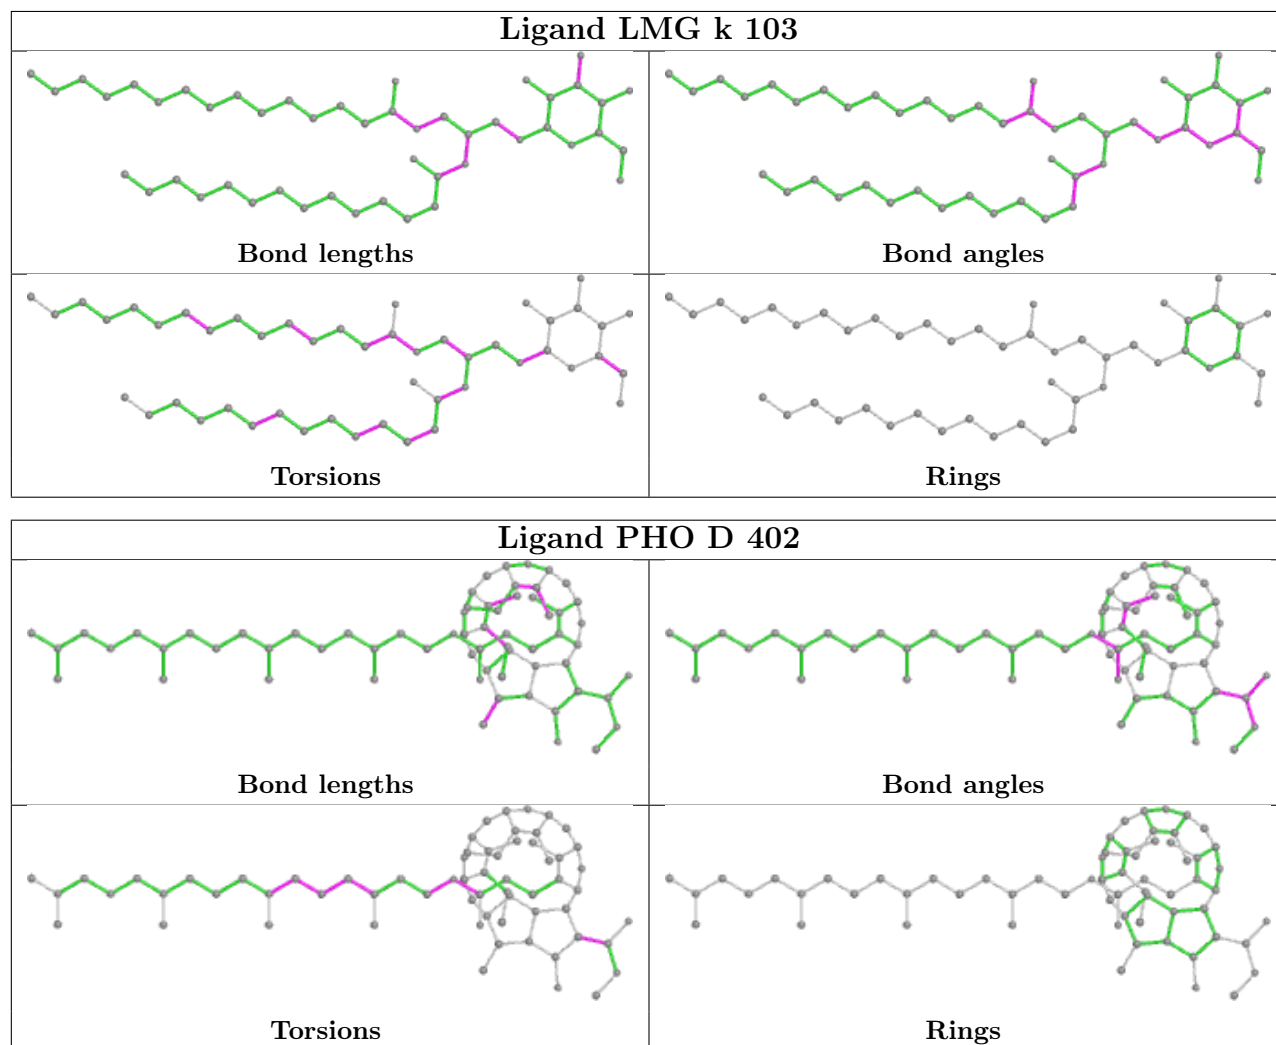 Ligand LMG k 103
Bond lengths
Bond angles
Torsions
Rings
Ligand PHO D 402
Bond lengths
Bond angles
Torsions
Rings